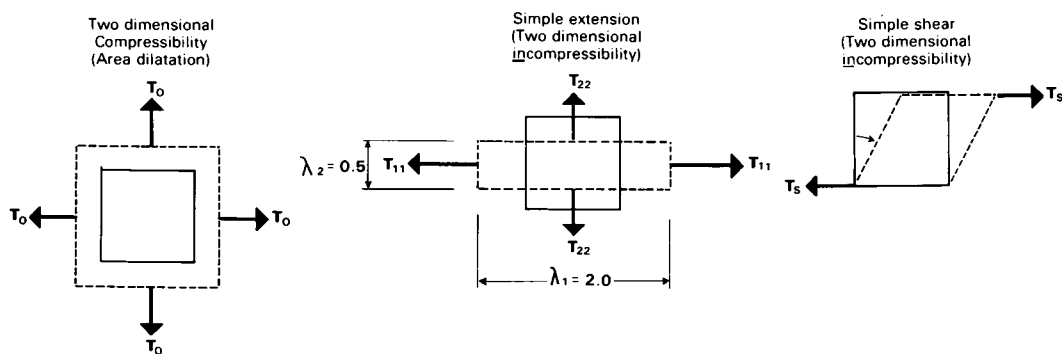 Two dimensional
Compressibility
(Area dilatation)
T₀
T₀
T₀
T₀
Simple extension
(Two dimensional
incompressibility)
T₂₂
λ₂ = 0.5
T₁₁
T₁₁
T₂₂
λ₁ = 2.0
Simple shear
(Two dimensional
incompressibility)
Tₛ
Tₛ